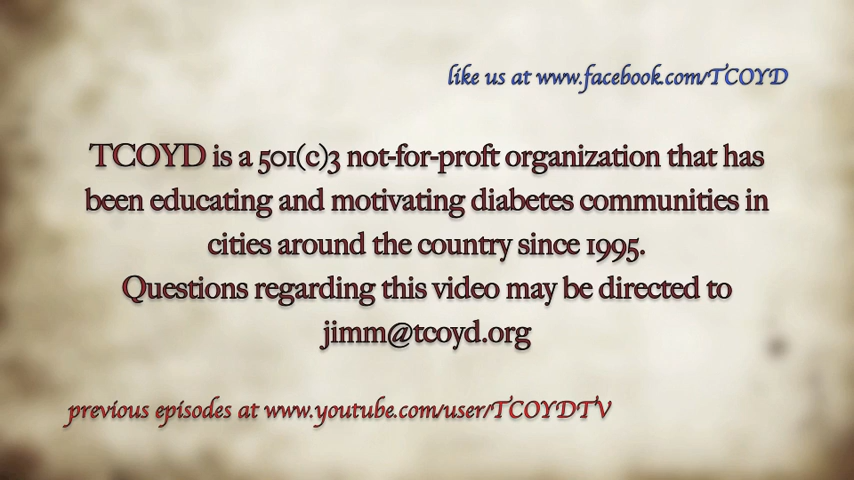 like us at www.facebook.com/TCOYD
TCOYD is a 501(c)3 not-for-proft organization that has
been educating and motivating diabetes communities in
cities around the country since 1995.
Questions regarding this video may be directed to
jimm@tcoyd.org
previous episodes at www.youtube.com/user/TCOYDTV